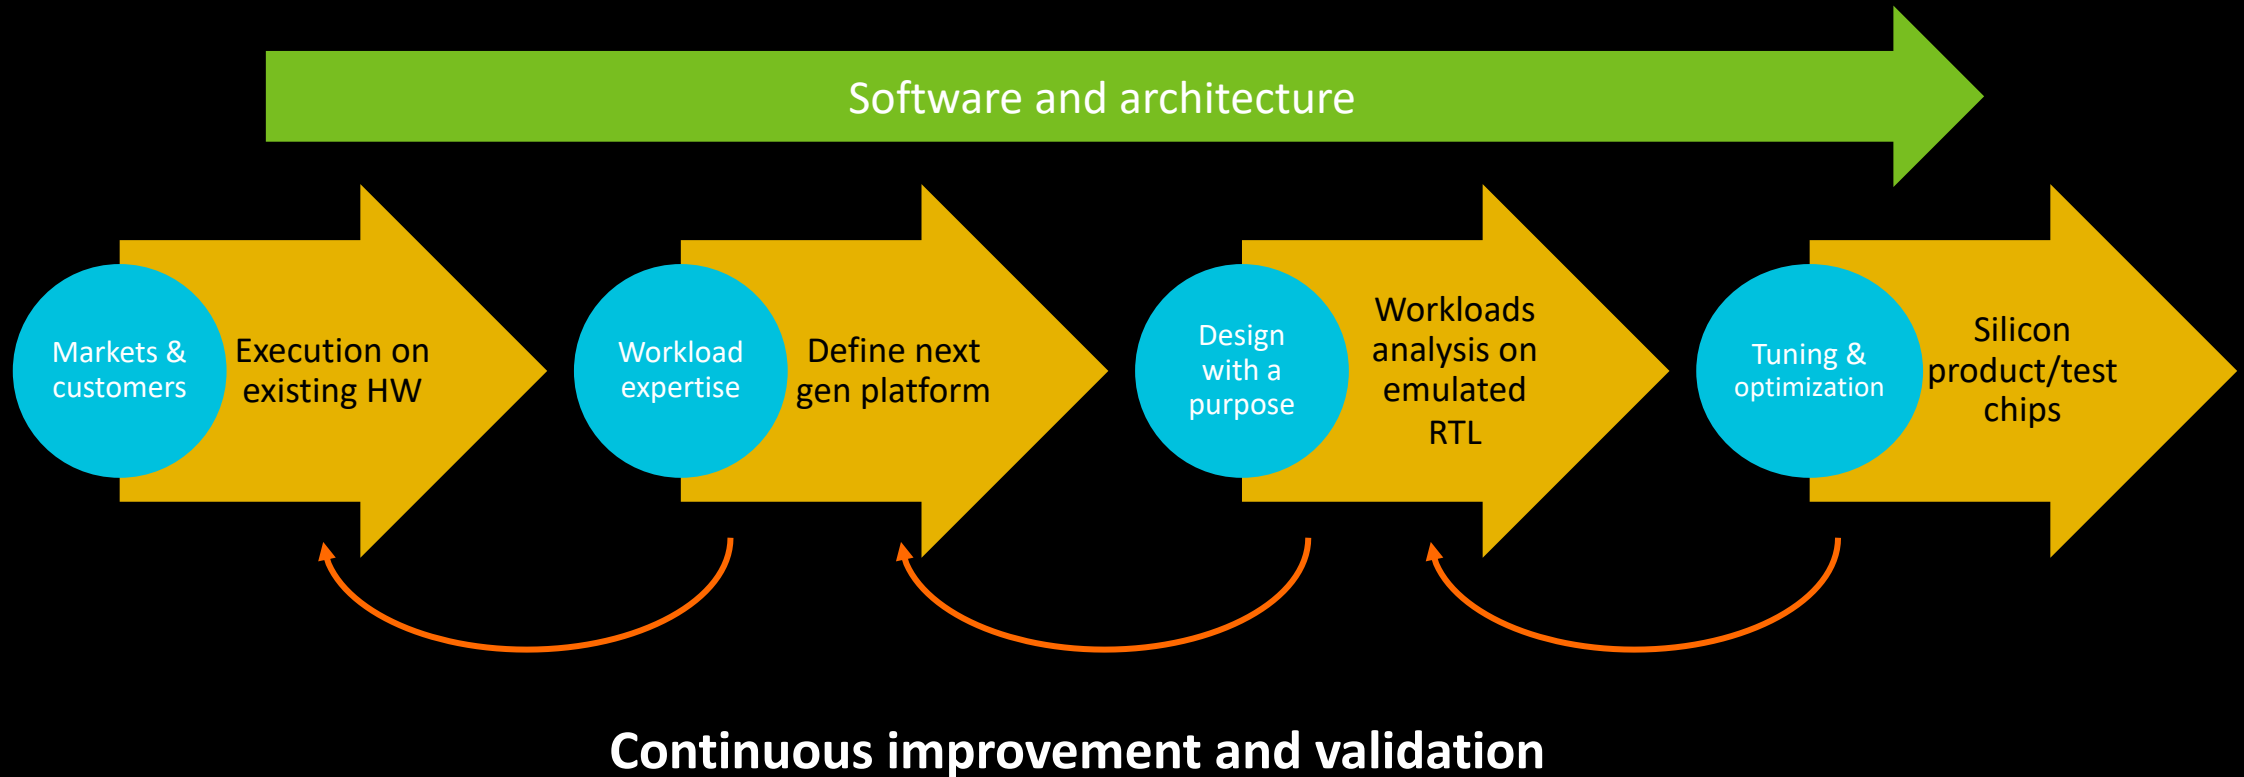 Software and architecture
Markets &
customers
Execution on
existing HW
Workload
expertise
Define next
gen platform
Design
with a
purpose
Workloads
analysis on
emulated
RTL
Tuning &
optimization
Silicon
product/test
chips
Continuous improvement and validation